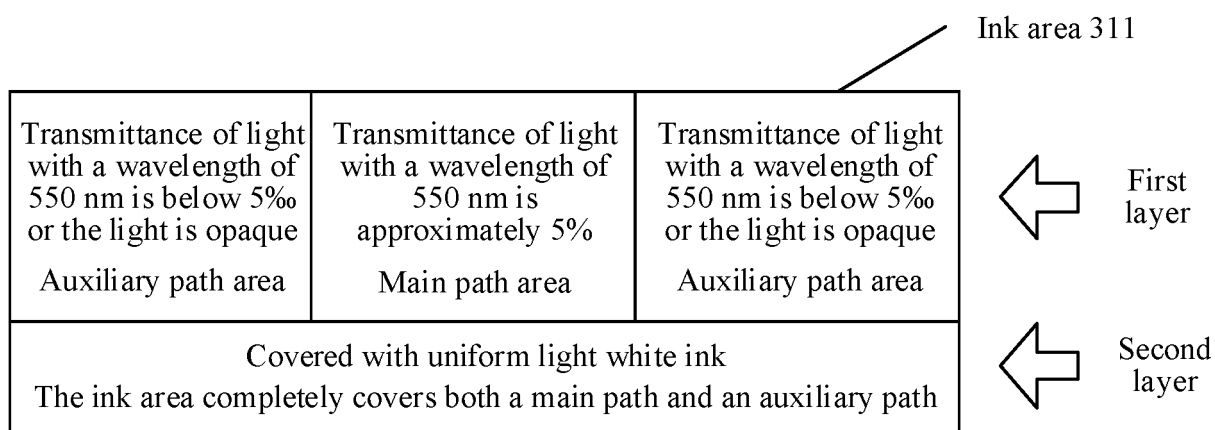 Ink area 311
Transmittance of light
with a wavelength of
550 nm is below 5‰
or the light is opaque
Auxiliary path area
Transmittance of light
with a wavelength of
550 nm is
approximately 5%
Main path area
Transmittance of light
with a wavelength of
550 nm is below 5‰
or the light is opaque
Auxiliary path area
First
layer
Covered with uniform light white ink
The ink area completely covers both a main path and an auxiliary path
Second
layer